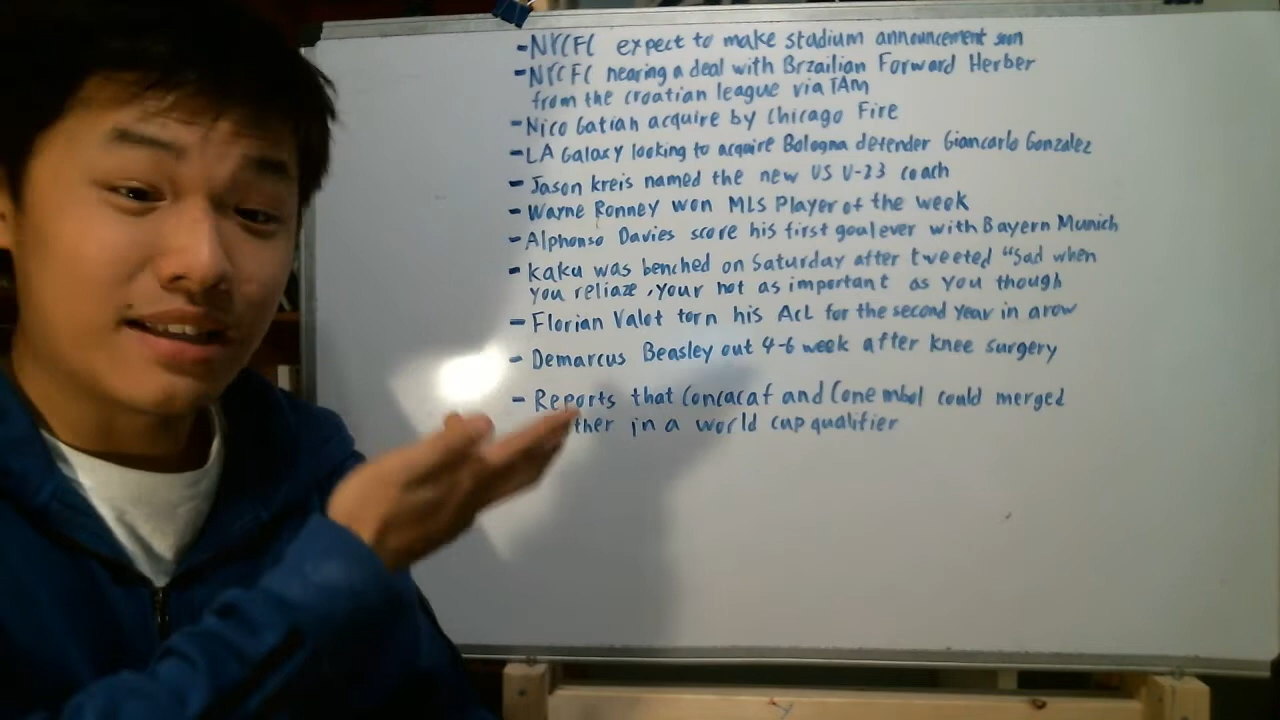 -NYCFC expect to make stadium announcement soon
-NYCFC nearing a deal with Brzailian Forward Herber
from the croatian league via TAM
-Nico Gatian acquire by Chicago Fire
-LA Galaxy looking to acquire Bologna defender Giancarlo Gonzalez
- Jason kreis named the new US U-23 coach
- Wayne Ronney won MLS Player of the week
-Alphonso Davies score his first goal ever with Bayern Munich
- kaku was benched on Saturday after tweeted "Sad when
you reliaze, your not as important as you though
- Florian Valot torn his ACL for the second year in arow
- Demarcus Beasley out 4-6 week after knee surgery
- Reports that Concacaf and Conembol could merged
ther in a world cup qualifier